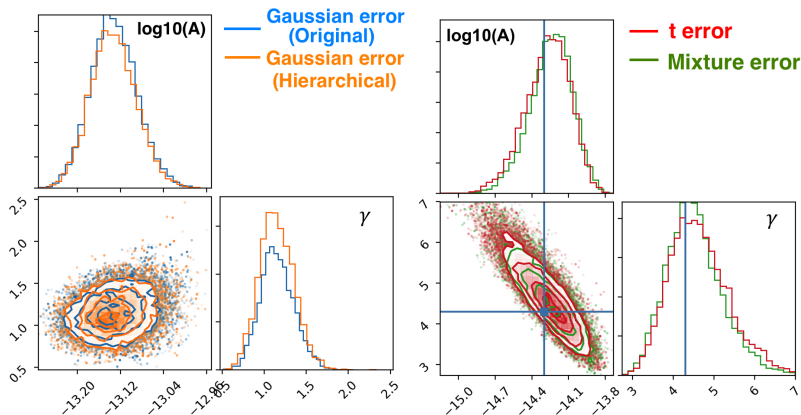 log10(A)
Gaussian error
(Original)
Gaussian error
(Hierarchical)
log10(A)
t error
Mixture error
2.5
2.0
1.5
1.0
0.5
γ
7
6
5
4
3
γ
−13.20
−13.12
−13.04
−12.96
0.5
1.0
1.5
2.0
2.5
−15.0
−14.7
−14.4
−14.1
−13.8
3
4
5
6
7